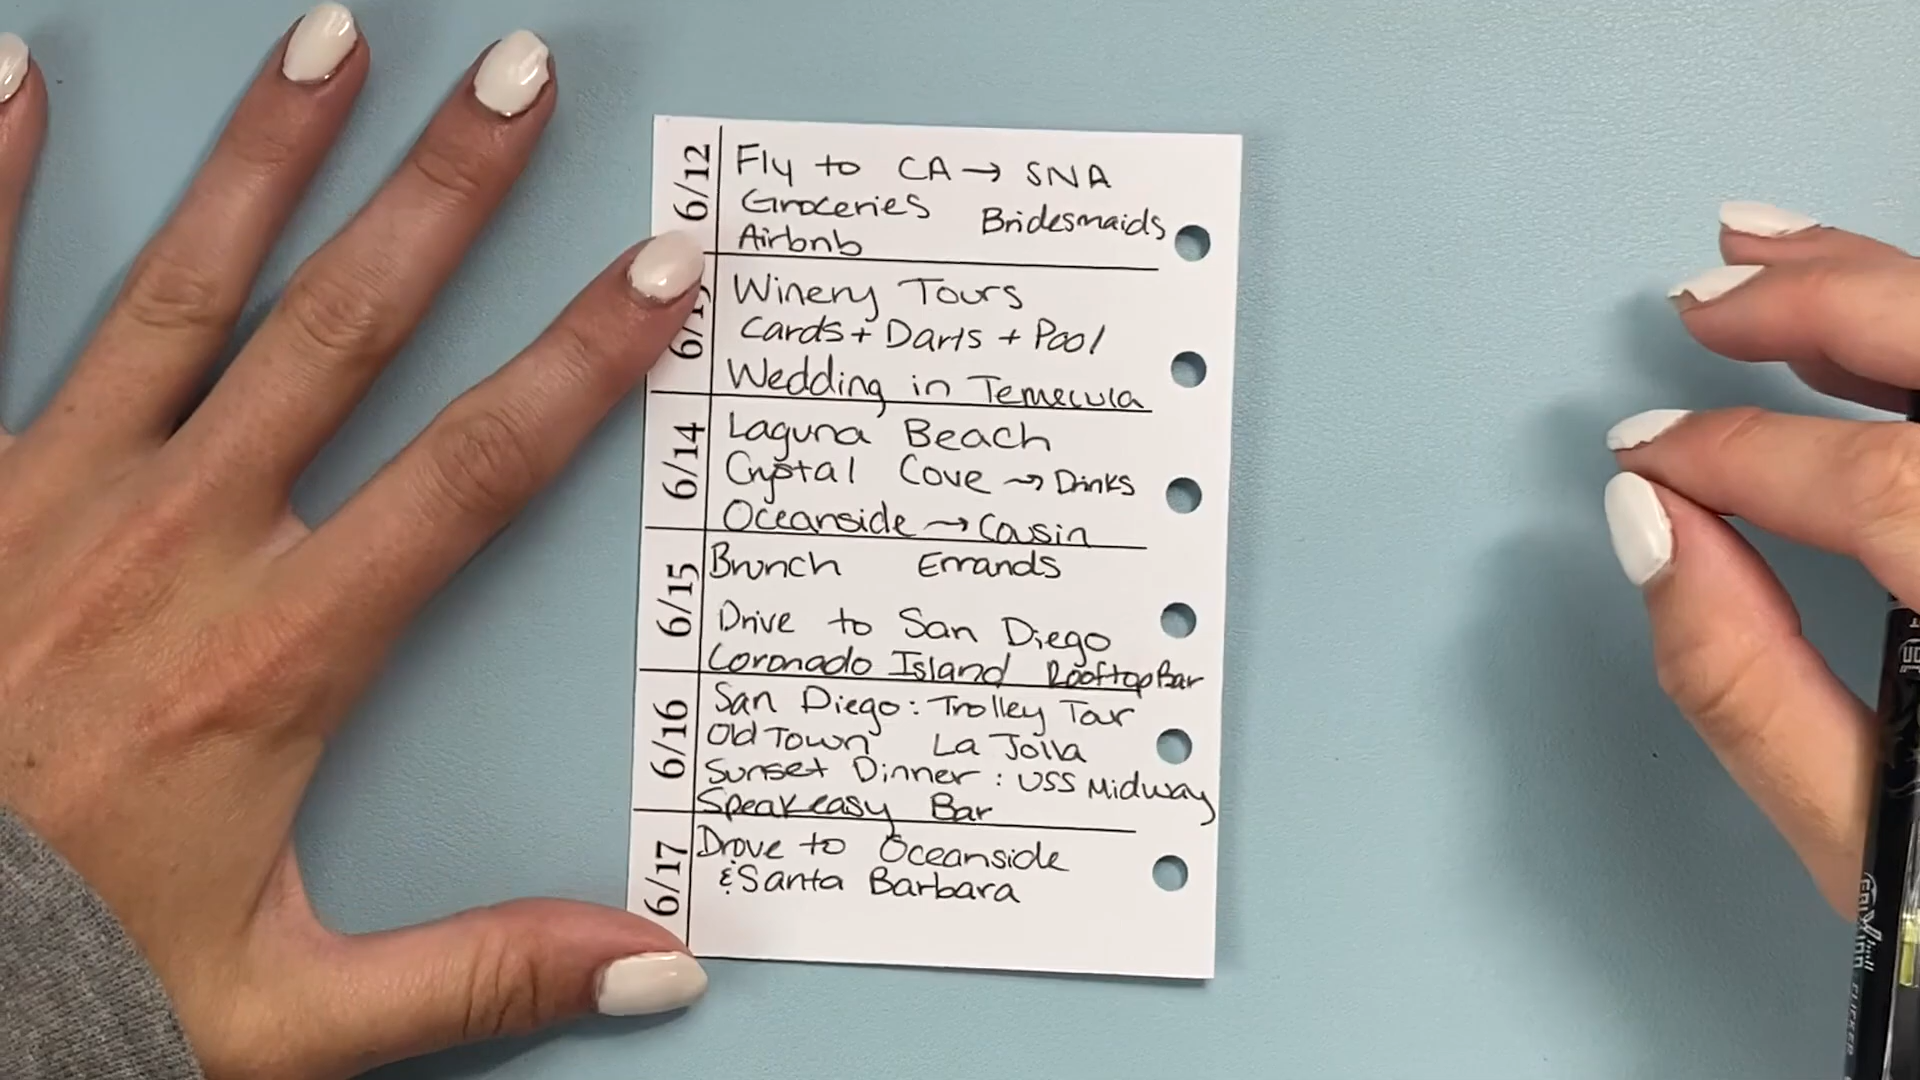 6/12
Fly to CA → SNA
Groceries Bridesmaids
Airbnb
Winery Tours
Cards + Darts + Pool
Wedding in Temecula
6/14
Laguna Beach
Crystal Cove → Drinks
Oceanside → Cousin
6/15
Brunch Errands
Drive to San Diego
Coronado Island Rooftop Bar
6/16
San Diego: Trolley Tour
Old Town La Jolla
Sunset Dinner: USS Midway
Speakeasy Bar
6/17
Drove to Oceanside
& Santa Barbara